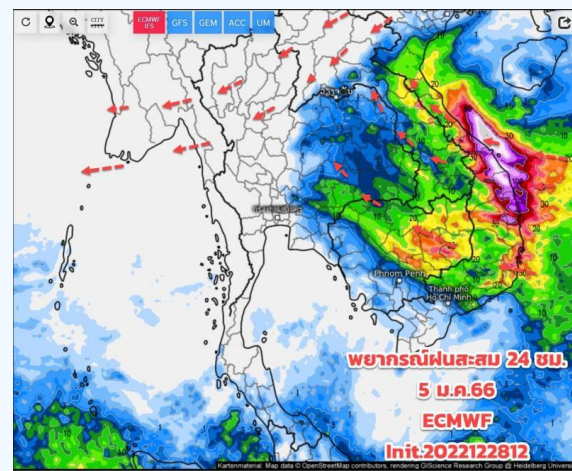 CITY
CITY
ECMWF
IFS
GFS
GEM
ACC
UM
Phnom Penh
Thành phố
Hồ Chí Minh
พยากรณ์ฝนสะสม 24 ชม.
5 ม.ค.66
ECMWF
Init.2022122812
Kartenmaterial: Map data © OpenStreetMap contributors, rendering GIScience Research Group @ Heidelberg Univers